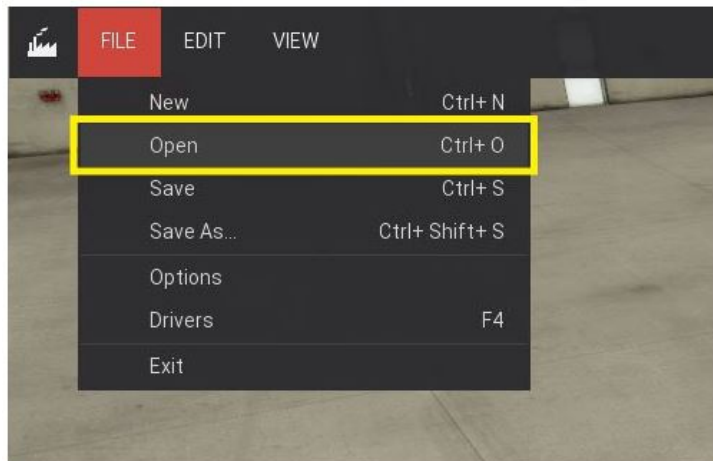 FILE EDIT VIEW
New Ctrl+ N
Open Ctrl+ O
Save Ctrl+ S
Save As... Ctrl+ Shift+ S
Options
Drivers F4
Exit